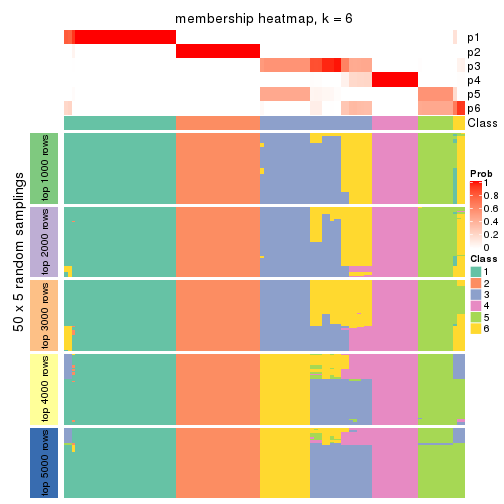 membership heatmap, k = 6
p1
p2
p3
p4
p5
p6
Class
50 x 5 random samplings
top 1000 rows
top 2000 rows
top 3000 rows
top 4000 rows
top 5000 rows
Prob
1
0.8
0.6
0.4
0.2
0
Class
1
2
3
4
5
6